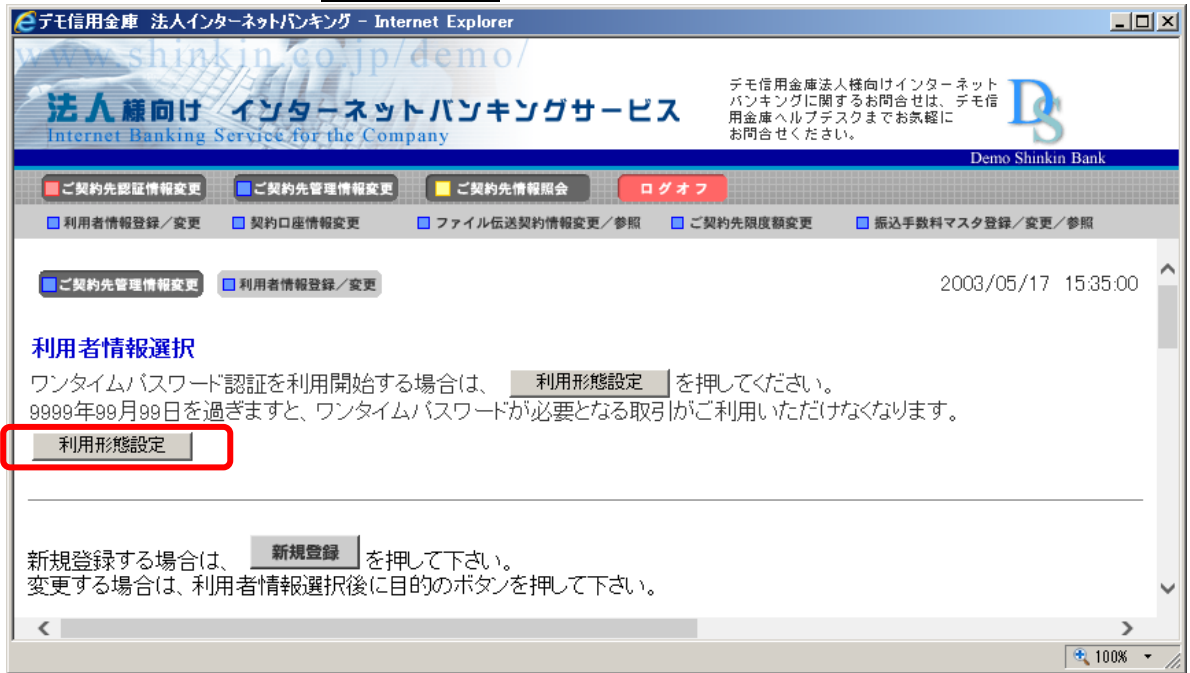 デモ信用金庫 法人インターネットバンキング - Internet Explorer
www.shinkin.co.jp/demo/
法人様向け インターネットバンキングサービス
Internet Banking Service for the Company
デモ信用金庫法人様向けインターネット
バンキングに関するお問合せは、デモ信
用金庫ヘルプデスクまでお気軽に
お問合せください。
DS
Demo Shinkin Bank
ご契約先認証情報変更 ご契約先管理情報変更 ご契約先情報照会 ログオフ
利用者情報登録／変更 契約口座情報変更 ファイル伝送契約情報変更／参照 ご契約先限度額変更 振込手数料マスタ登録／変更／参照
ご契約先管理情報変更 利用者情報登録／変更 2003/05/17 15:35:00
利用者情報選択
ワンタイムパスワード認証を利用開始する場合は、 利用形態設定 を押してください。
9999年99月99日を過ぎますと、ワンタイムパスワードが必要となる取引がご利用いただけなくなります。
利用形態設定
新規登録する場合は、 新規登録 を押して下さい。
変更する場合は、利用者情報選択後に目的のボタンを押して下さい。
100%